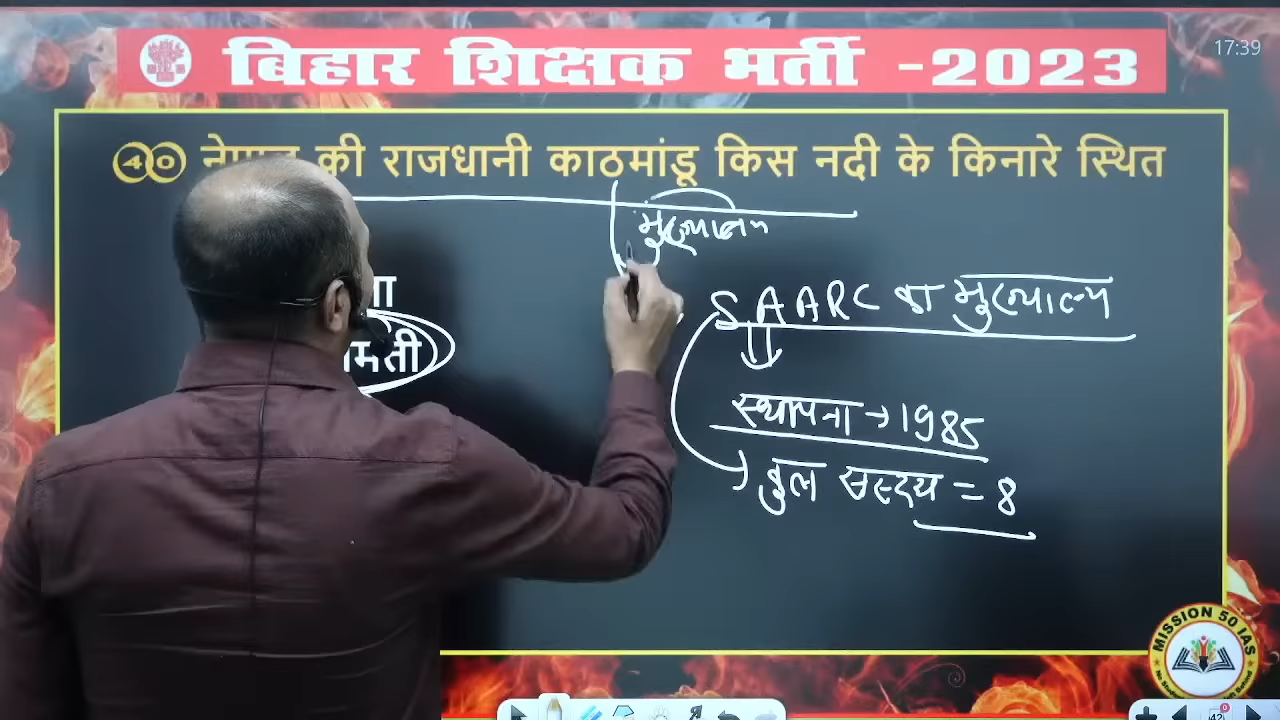 बिहार शिक्षक भर्ती -2023
17:39
40 नेपाल की राजधानी काठमांडू किस नदी के किनारे स्थित
मुख्यालय
SAARC का मुख्यालय
मती
स्थापना → 1985
कुल सदस्य = 8
MISSION 50 IAS